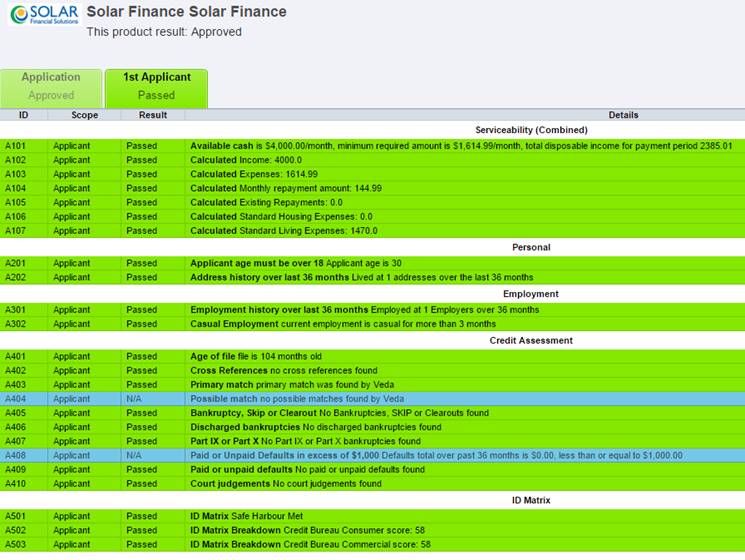 SOLAR
Financial Solutions
Solar Finance Solar Finance
This product result: Approved
Application
Approved
1st Applicant
Passed
ID Scope Result Details
Serviceability (Combined)
A101 Applicant Passed Available cash is $4,000.00/month, minimum required amount is $1,614.99/month, total disposable income for payment period 2385.01
A102 Applicant Passed Calculated Income: 4000.0
A103 Applicant Passed Calculated Expenses: 1614.99
A104 Applicant Passed Calculated Monthly repayment amount: 144.99
A105 Applicant Passed Calculated Existing Repayments: 0.0
A106 Applicant Passed Calculated Standard Housing Expenses: 0.0
A107 Applicant Passed Calculated Standard Living Expenses: 1470.0
Personal
A201 Applicant Passed Applicant age must be over 18 Applicant age is 30
A202 Applicant Passed Address history over last 36 months Lived at 1 addresses over the last 36 months
Employment
A301 Applicant Passed Employment history over last 36 months Employed at 1 Employers over 36 months
A302 Applicant Passed Casual Employment current employment is casual for more than 3 months
Credit Assessment
A401 Applicant Passed Age of file file is 104 months old
A402 Applicant Passed Cross References no cross references found
A403 Applicant Passed Primary match primary match was found by Veda
A404 Applicant N/A Possible match no possible matches found by Veda
A405 Applicant Passed Bankruptcy, Skip or Clearout No Bankruptcies, SKIP or Clearouts found
A406 Applicant Passed Discharged bankruptcies No discharged bankruptcies found
A407 Applicant Passed Part IX or Part X No Part IX or Part X bankruptcies found
A408 Applicant N/A Paid or Unpaid Defaults in excess of $1,000 Defaults total over past 36 months is $0.00, less than or equal to $1,000.00
A409 Applicant Passed Paid or unpaid defaults No paid or unpaid defaults found
A410 Applicant Passed Court judgements No court judgements found
ID Matrix
A501 Applicant Passed ID Matrix Safe Harbour Met
A502 Applicant Passed ID Matrix Breakdown Credit Bureau Consumer score: 58
A503 Applicant Passed ID Matrix Breakdown Credit Bureau Commercial score: 58